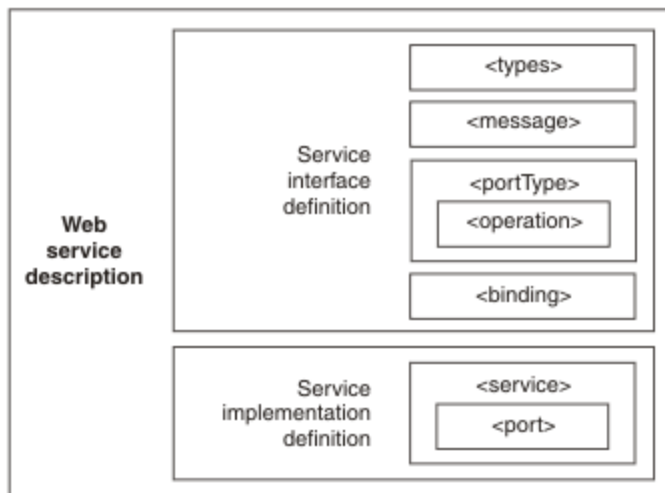 Web
service
description
Service
interface
definition
<types>
<message>
<portType>
<operation>
<binding>
Service
implementation
definition
<service>
<port>